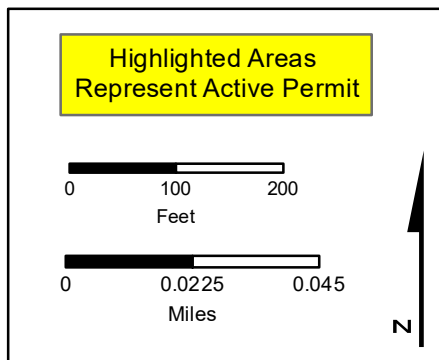 Highlighted Areas
Represent Active Permit
0 100 200
Feet
0 0.0225 0.045
Miles
N